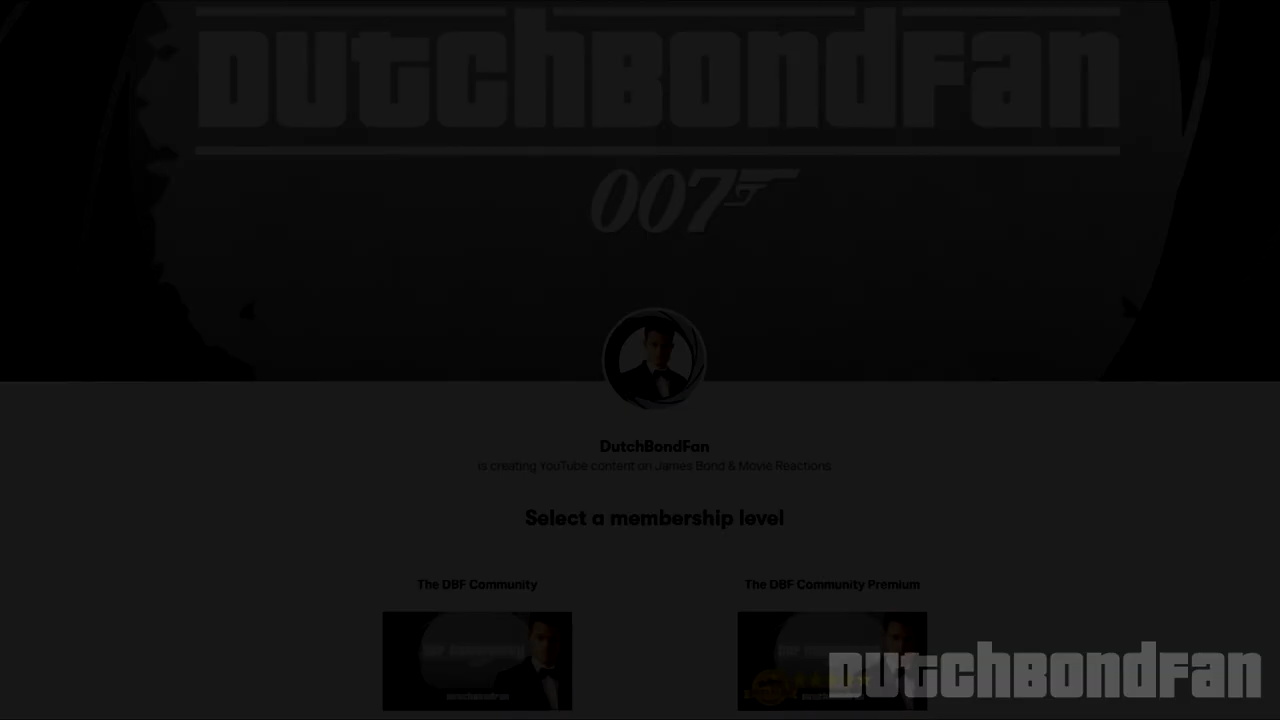 DutchBondFan
007
DutchBondFan
is creating YouTube content on James Bond & Movie Reactions
Select a membership level
The DBF Community
The DBF Community Premium
DutchBondFan